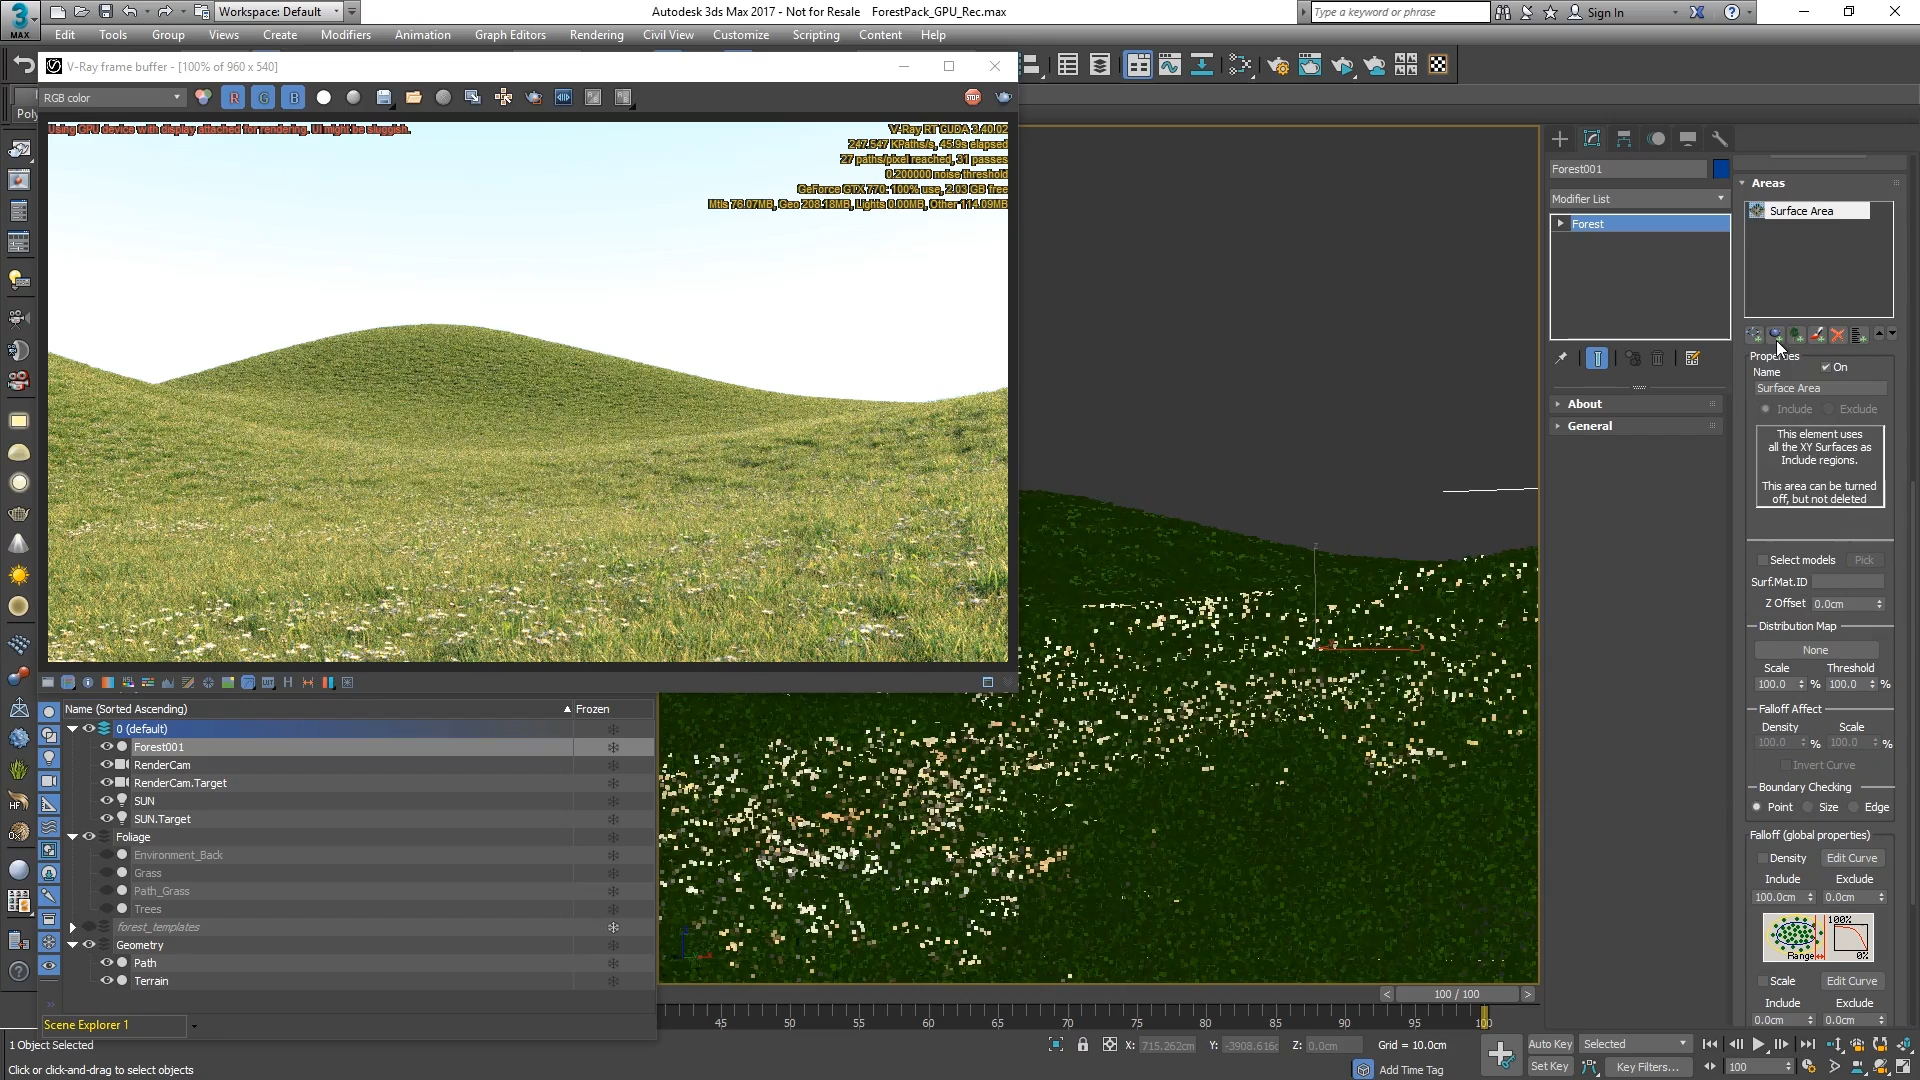 3
MAX
Workspace: Default
Autodesk 3ds Max 2017 - Not for Resale ForestPack_GPU_Rec.max
Type a keyword or phrase
Sign In
Edit Tools Group Views Create Modifiers Animation Graph Editors Rendering Civil View Customize Scripting Content Help
V-Ray frame buffer - [100% of 960 x 540]
RGB color
R G B
STOP
Poly
Using GPU device with display attached for rendering. UI might be sluggish.
V-Ray RT CUDA 3.40.02
247.547 KPaths/s, 45.9s elapsed
27 paths/pixel reached, 31 passes
0.200000 noise threshold
GeForce GTX 770: 100% use, 2.03 GB free
Mtls 76.07MB, Geo 208.18MB, Lights 0.00MB, Other 114.09MB
Forest001
Modifier List
Forest
About
General
Areas
Surface Area
Properties
Name
On
Surface Area
Include Exclude
This element uses
all the XY Surfaces as
Include regions.
This area can be turned
off, but not deleted
Select models Pick
Surf.Mat.ID
Z Offset 0.0cm
Distribution Map
None
Scale Threshold
100.0 % 100.0 %
Falloff Affect
Density Scale
100.0 % 100.0 %
Invert Curve
Boundary Checking
Point Size Edge
Falloff (global properties)
Density Edit Curve
Include Exclude
100.0cm 0.0cm
100%
Range
0%
Scale Edit Curve
Include Exclude
0.0cm 0.0cm
Name (Sorted Ascending) Frozen
0 (default)
Forest001
RenderCam
RenderCam.Target
SUN
SUN.Target
Foliage
Environment_Back
Grass
Path_Grass
Trees
forest_templates
Geometry
Path
Terrain
Scene Explorer 1
100 / 100
45 50 55 60 65 70 75 80 85 90 95 100
1 Object Selected
Click or click-and-drag to select objects
X: 715.262cm Y: -3908.616c Z: 0.0cm Grid = 10.0cm
Add Time Tag
Auto Key Selected
Set Key Key Filters...
100